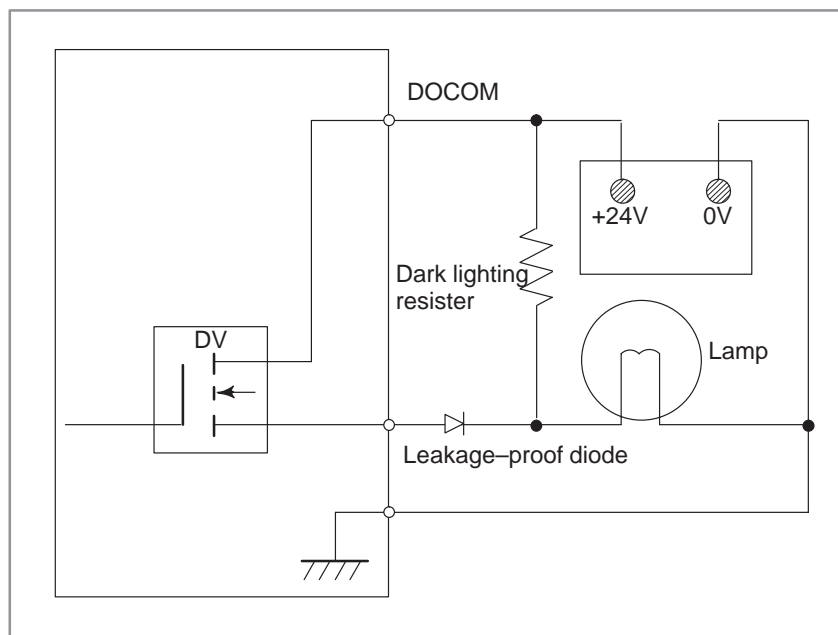 DOCOM
+24V
0V
Dark lighting
resister
DV
Lamp
Leakage–proof diode